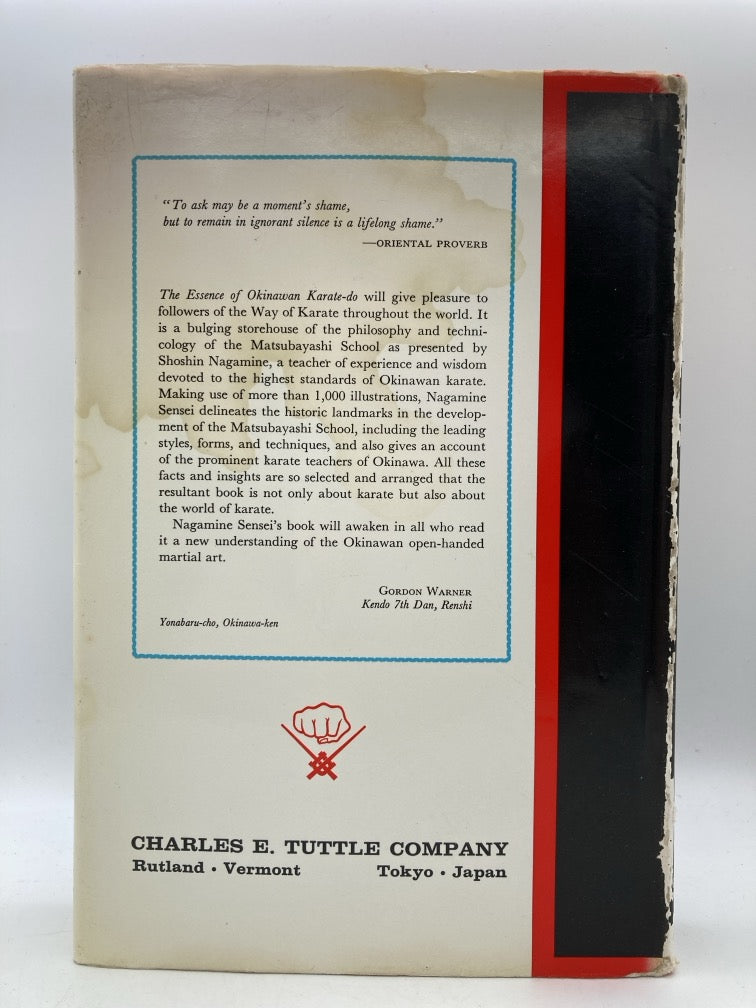 “To ask may be a moment's shame,
but to remain in ignorant silence is a lifelong shame.”
—ORIENTAL PROVERB
The Essence of Okinawan Karate-do will give pleasure to
followers of the Way of Karate throughout the world. It
is a bulging storehouse of the philosophy and techni-
cology of the Matsubayashi School as presented by
Shoshin Nagamine, a teacher of experience and wisdom
devoted to the highest standards of Okinawan karate.
Making use of more than 1,000 illustrations, Nagamine
Sensei delineates the historic landmarks in the develop-
ment of the Matsubayashi School, including the leading
styles, forms, and techniques, and also gives an account
of the prominent karate teachers of Okinawa. All these
facts and insights are so selected and arranged that the
resultant book is not only about karate but also about
the world of karate.
Nagamine Sensei's book will awaken in all who read
it a new understanding of the Okinawan open-handed
martial art.
GORDON WARNER
Kendo 7th Dan, Renshi
Yonabaru-cho, Okinawa-ken
CHARLES E. TUTTLE COMPANY
Rutland • Vermont Tokyo • Japan